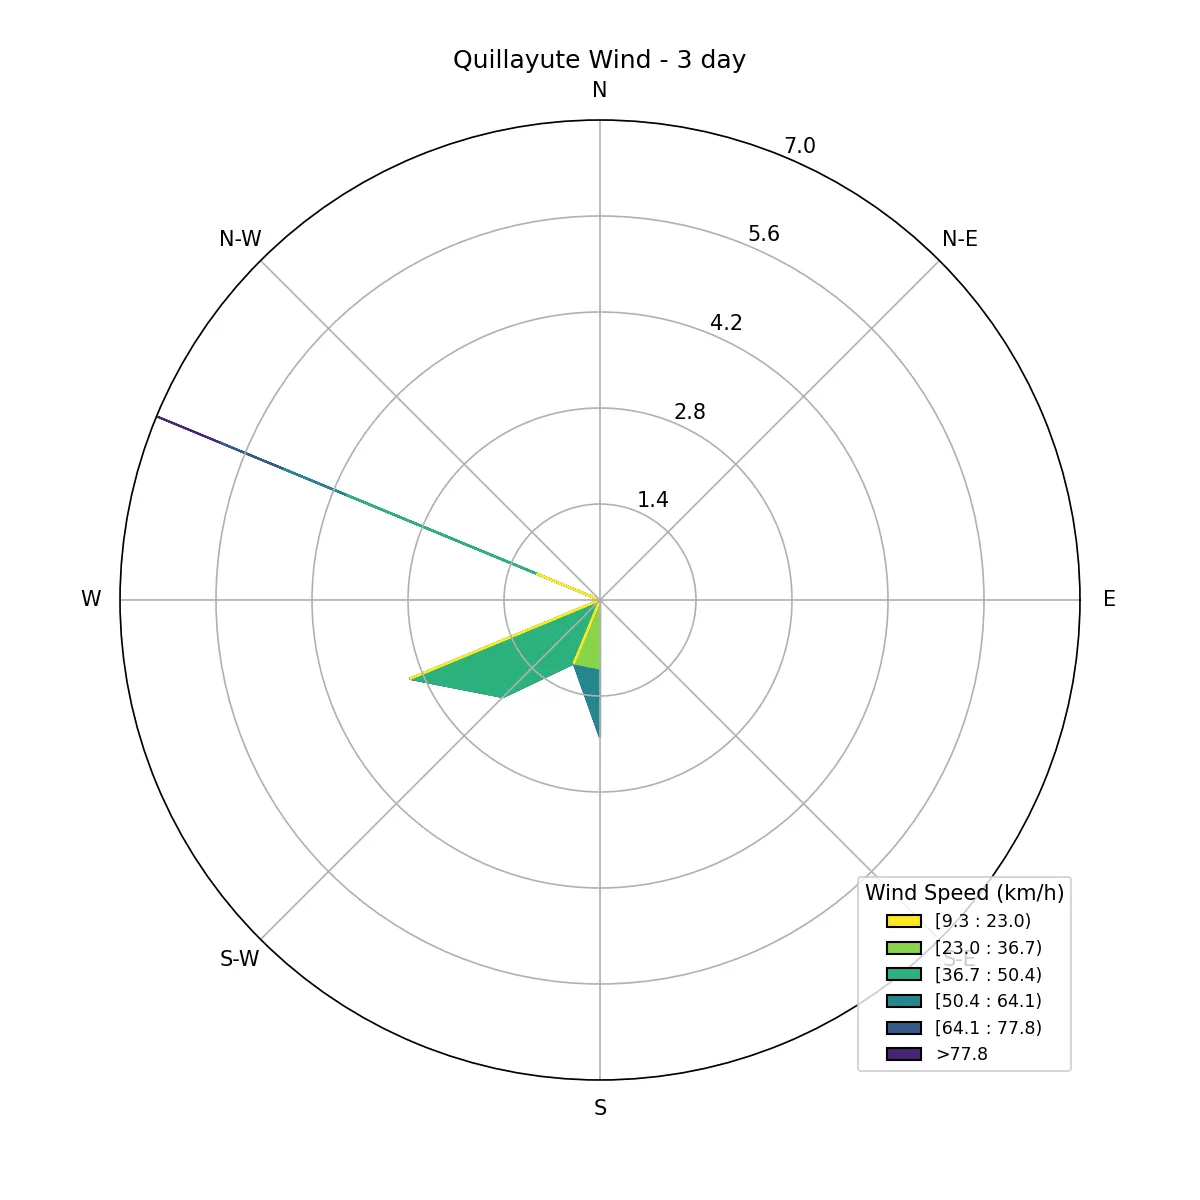 Quillayute Wind - 3 day
N
7.0
N-W
5.6
N-E
4.2
2.8
1.4
W
E
S-W
S-E
S
Wind Speed (km/h)
[9.3 : 23.0)
[23.0 : 36.7)
[36.7 : 50.4)
[50.4 : 64.1)
[64.1 : 77.8)
>77.8